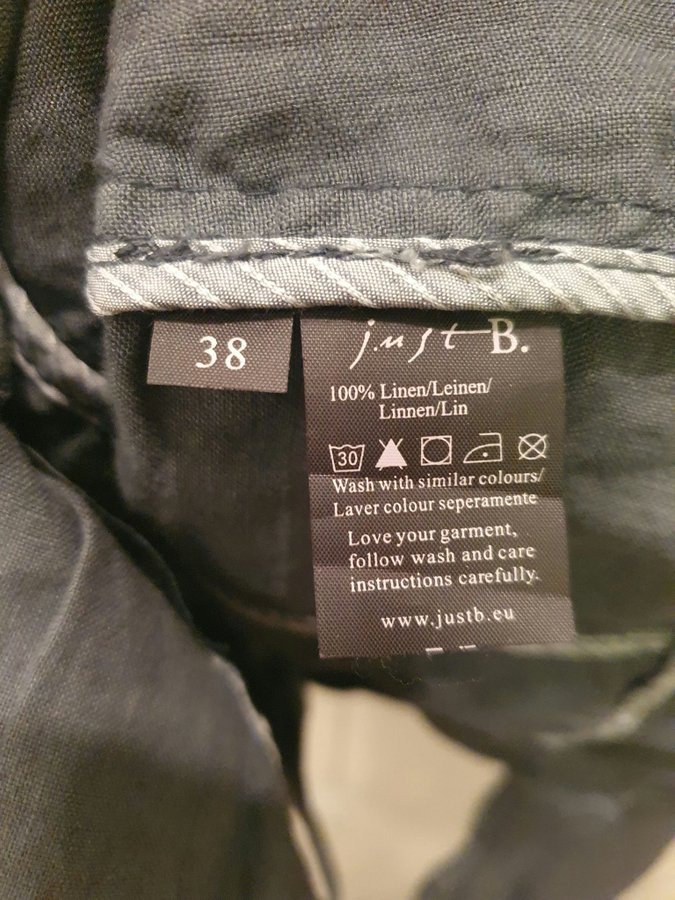 38
just B.
100% Linen/Leinen/
Linnen/Lin
30
Wash with similar colours/
Laver colour seperamente
Love your garment,
follow wash and care
instructions carefully.
www.justb.eu